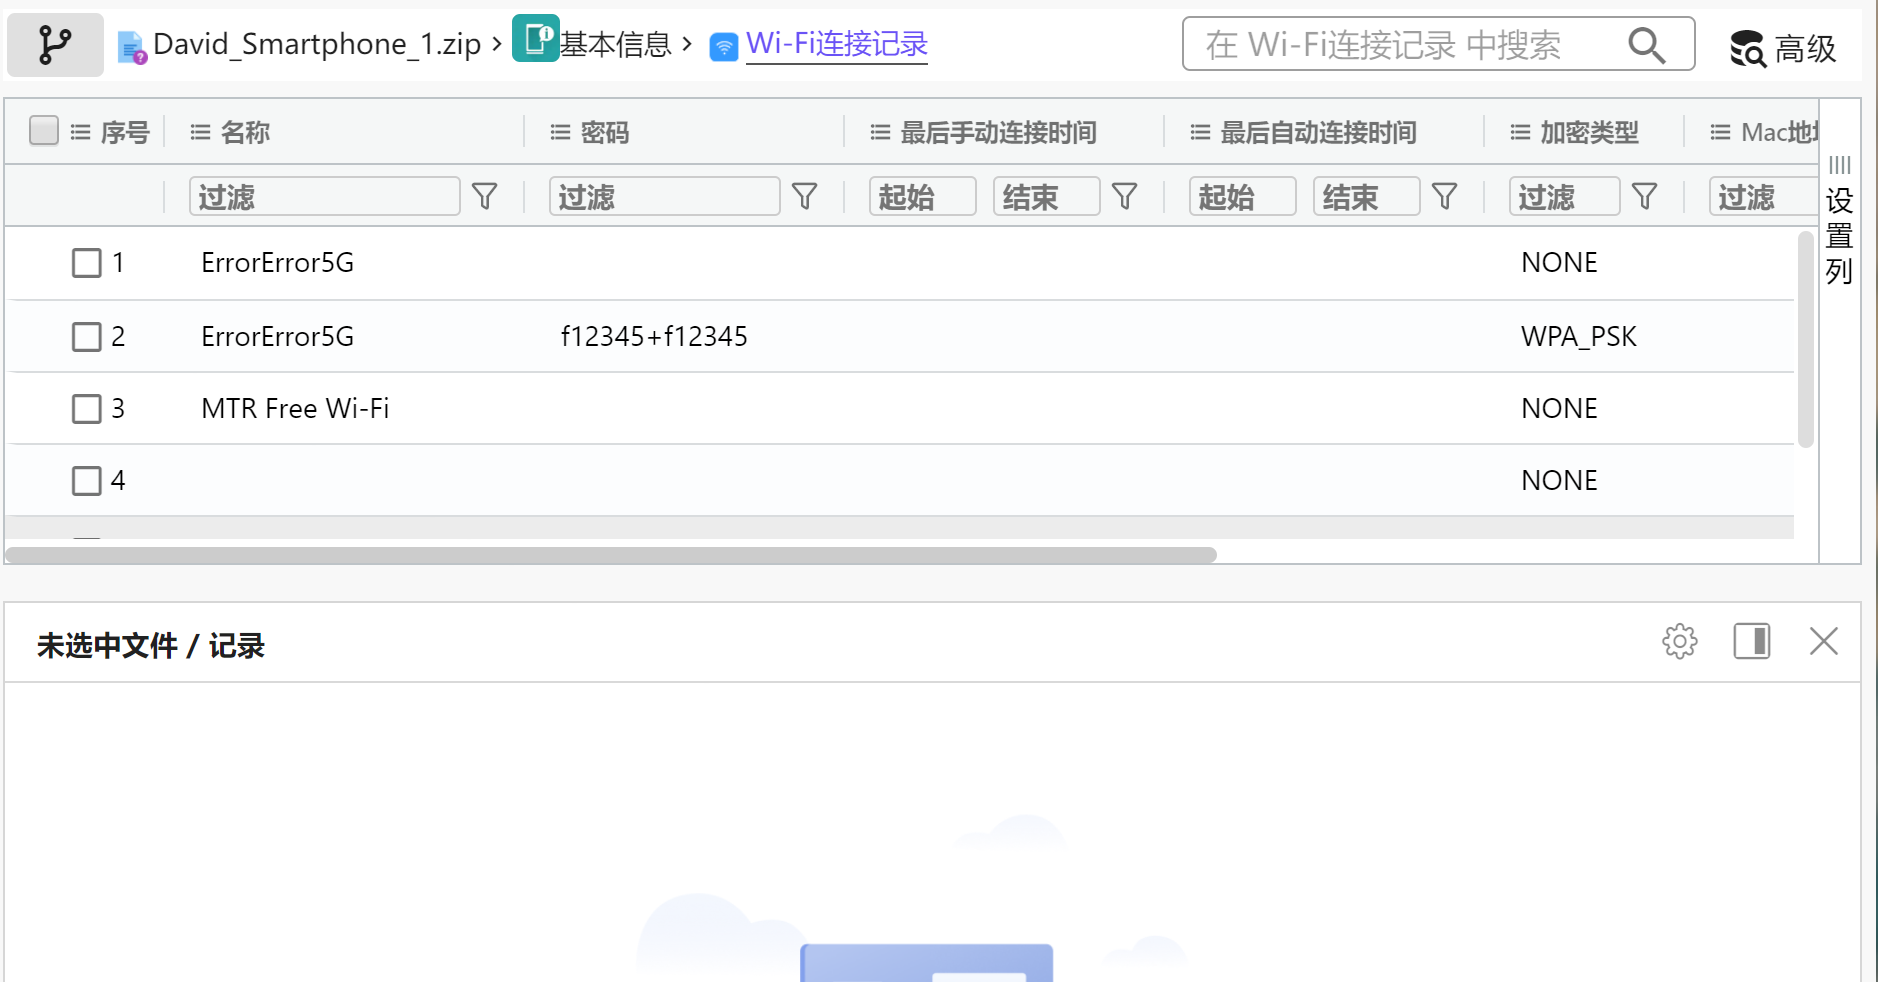 David_Smartphone_1.zip › 基本信息 › Wi-Fi连接记录 在 Wi-Fi连接记录 中搜索 高级
序号 名称 密码 最后手动连接时间 最后自动连接时间 加密类型 Mac地
过滤 过滤 起始 结束 起始 结束 过滤 过滤
设置列
1 ErrorError5G NONE
2 ErrorError5G f12345+f12345 WPA_PSK
3 MTR Free Wi-Fi NONE
4 NONE
未选中文件 / 记录